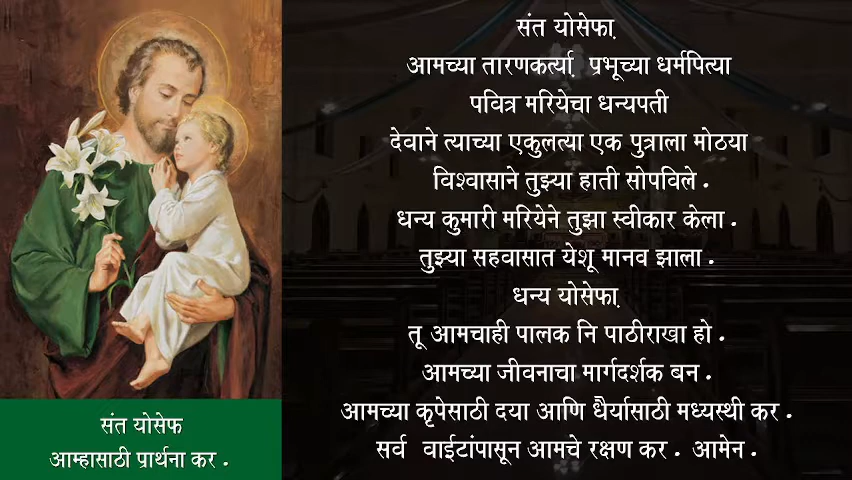 संत योसेफा,
आमच्या तारणकर्त्या, प्रभूच्या धर्मपित्या
पवित्र मरियेचा धन्यपती
देवाने त्याच्या एकुलत्या एक पुत्राला मोठया
विश्वासाने तुझ्या हाती सोपविले.
धन्य कुमारी मरियेने तुझा स्वीकार केला.
तुझ्या सहवासात येशू मानव झाला.
धन्य योसेफा,
तू आमचाही पालक नि पाठीराखा हो.
आमच्या जीवनाचा मार्गदर्शक बन.
आमच्या कृपेसाठी दया आणि धैर्यासाठी मध्यस्थी कर.
सर्व वाईटांपासून आमचे रक्षण कर. आमेन.
संत योसेफ
आम्हासाठी प्रार्थना कर.